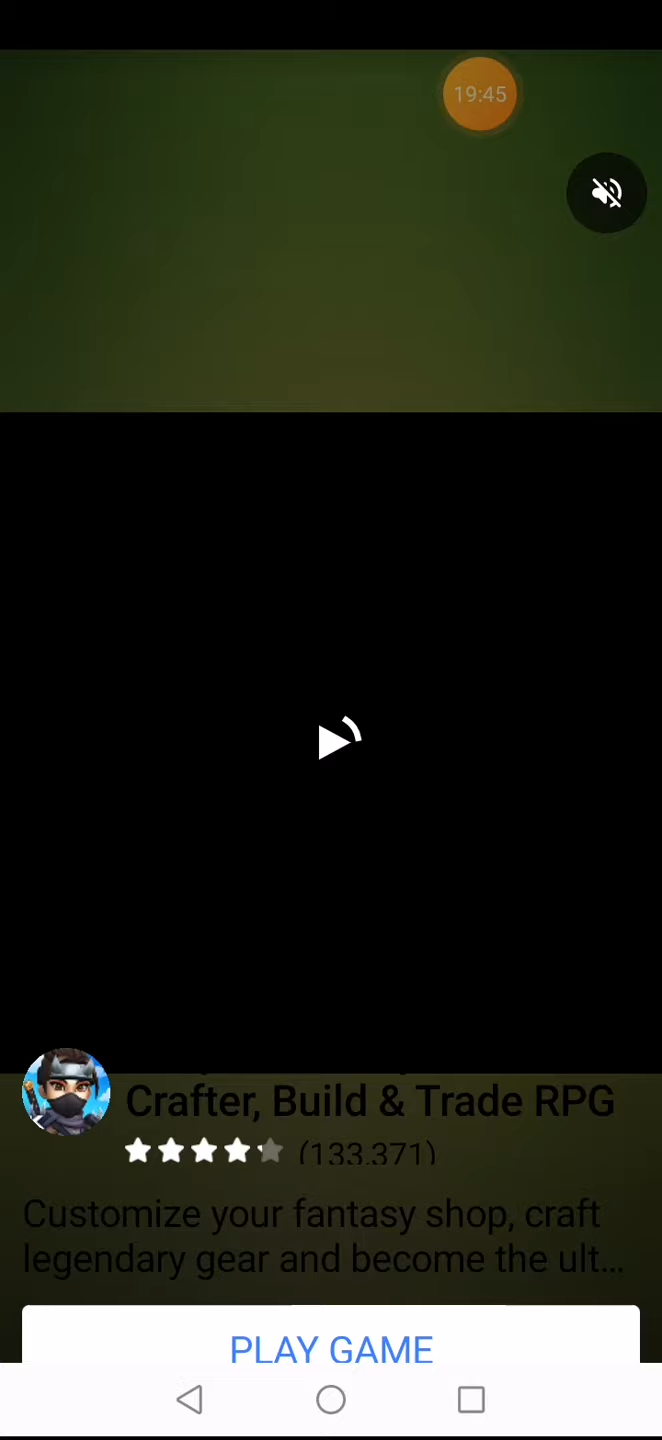 19:45
Crafter, Build & Trade RPG
(133.371)
Customize your fantasy shop, craft
legendary gear and become the ult...
PLAY GAME